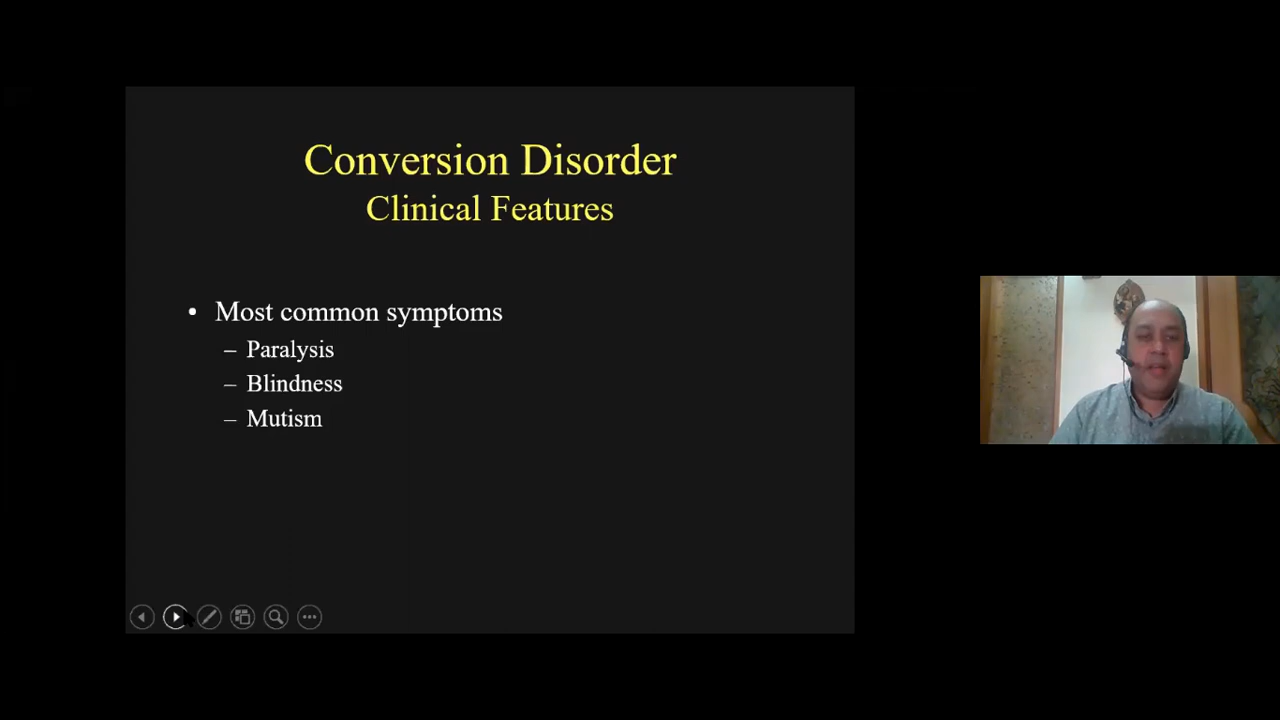 Conversion Disorder
Clinical Features
• Most common symptoms
– Paralysis
– Blindness
– Mutism